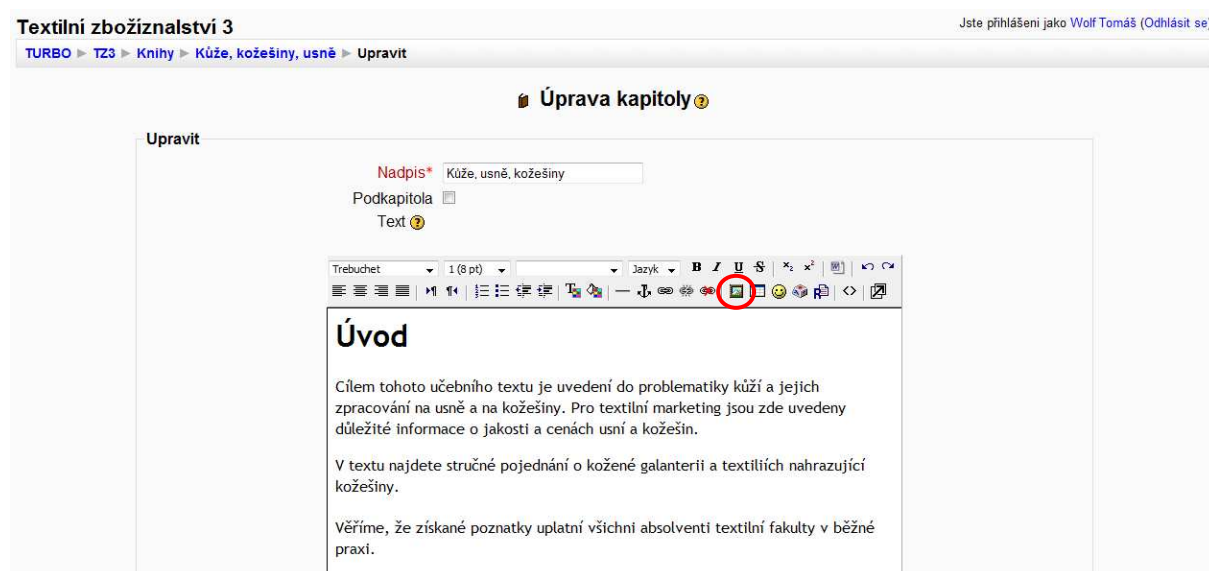 Textilní zbožíznalství 3
Jste přihlášeni jako Wolf Tomáš (Odhlásit se)
TURBO ► TZ3 ► Knihy ► Kůže, kožešiny, usně ► Upravit
Úprava kapitoly
Upravit
Nadpis* Kůže, usně, kožešiny
Podkapitola
Text
Trebuchet 1 (8 pt) Jazyk B I U S x₂ x²
Úvod
Cílem tohoto učebního textu je uvedení do problematiky kůží a jejich
zpracování na usně a na kožešiny. Pro textilní marketing jsou zde uvedeny
důležité informace o jakosti a cenách usní a kožešin.
V textu najdete stručné pojednání o kožené galanterii a textiliích nahrazující
kožešiny.
Věříme, že získané poznatky uplatní všichni absolventi textilní fakulty v běžné
praxi.